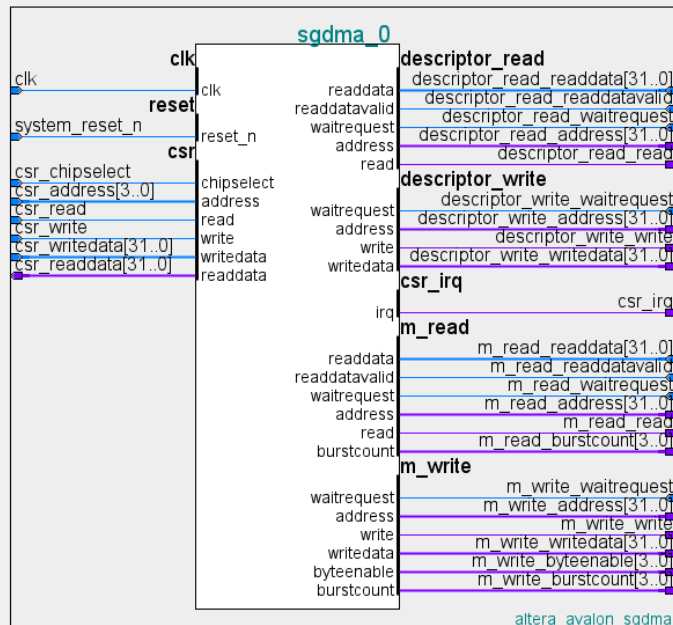 sgdma_0
clk
clk
clk
reset
system_reset_n
reset_n
csr
csr_chipselect
chipselect
csr_address[3..0]
address
csr_read
read
csr_write
write
csr_writedata[31..0]
writedata
csr_readdata[31..0]
readdata
descriptor_read
readdata
descriptor_read_readdata[31..0]
readdatavalid
descriptor_read_readdatavalid
waitrequest
descriptor_read_waitrequest
address
descriptor_read_address[31..0]
read
descriptor_read_read
descriptor_write
waitrequest
descriptor_write_waitrequest
address
descriptor_write_address[31..0]
write
descriptor_write_write
writedata
descriptor_write_writedata[31..0]
csr_irq
irq
csr_irq
m_read
readdata
m_read_readdata[31..0]
readdatavalid
m_read_readdatavalid
waitrequest
m_read_waitrequest
address
m_read_address[31..0]
read
m_read_read
burstcount
m_read_burstcount[3..0]
m_write
waitrequest
m_write_waitrequest
address
m_write_address[31..0]
write
m_write_write
writedata
m_write_writedata[31..0]
byteenable
m_write_byteenable[3..0]
burstcount
m_write_burstcount[3..0]
altera_avalon_sgdma